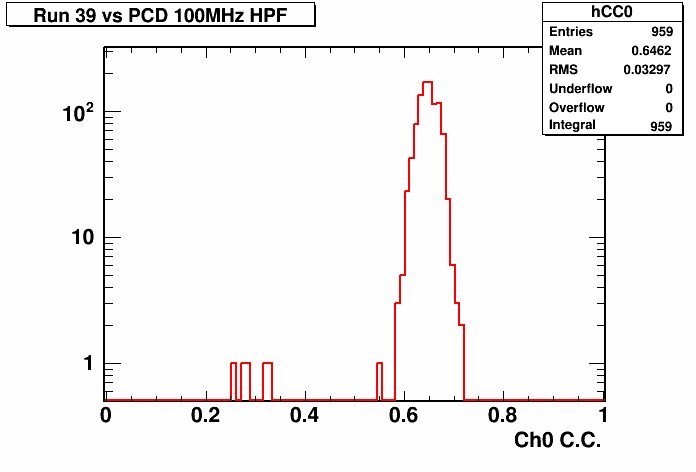 Run 39 vs PCD 100MHz HPF
hCC0
Entries 959
Mean 0.6462
RMS 0.03297
Underflow 0
Overflow 0
Integral 959
10²
10
1
0 0.2 0.4 0.6 0.8 1
Ch0 C.C.